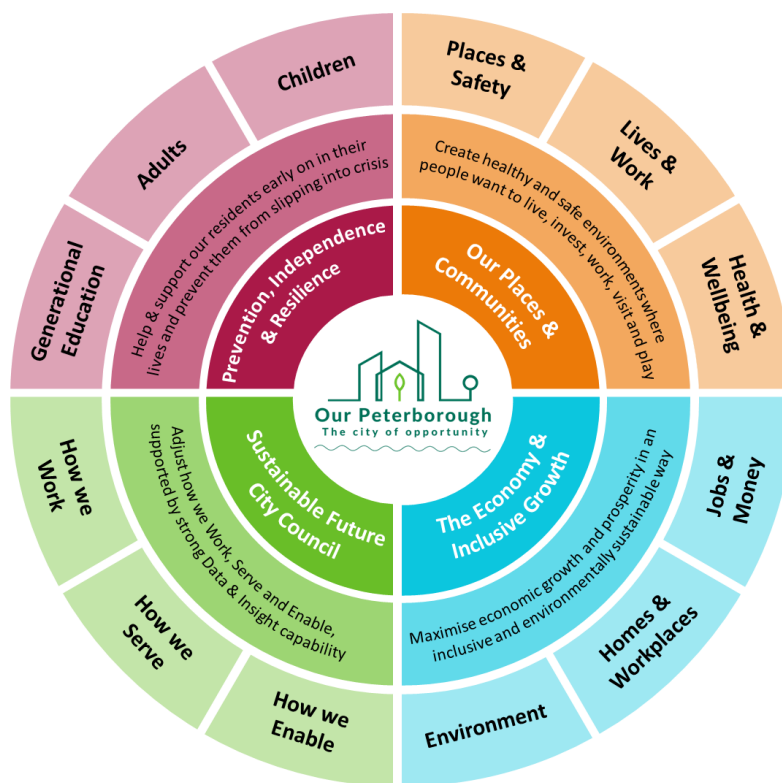 Children
Adults
Generational
Education
Help & support our residents early on in their
lives and prevent them from slipping into crisis
Prevention, Independence
& Resilience
Places &
Safety
Lives &
Work
Health &
Wellbeing
Create healthy and safe environments where
people want to live, invest, work, visit and play
Our Places &
Communities
Our Peterborough
The city of opportunity
How we
Work
How we
Serve
How we
Enable
Adjust how we Work, Serve and Enable,
supported by strong Data & Insight capability
Sustainable Future
City Council
Jobs &
Money
Homes &
Workplaces
Environment
Maximise economic growth and prosperity in an
inclusive and environmentally sustainable way
The Economy &
Inclusive Growth